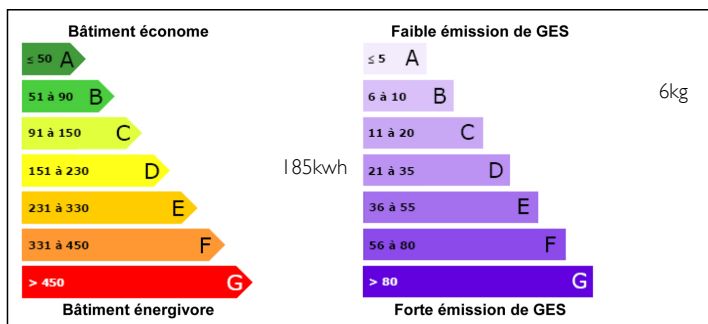 Bâtiment économe
≤ 50 A
51 à 90 B
91 à 150 C
151 à 230 D
231 à 330 E
331 à 450 F
> 450 G
Bâtiment énergivore
185kwh
Faible émission de GES
≤ 5 A
6 à 10 B
11 à 20 C
21 à 35 D
36 à 55 E
56 à 80 F
> 80 G
Forte émission de GES
6kg